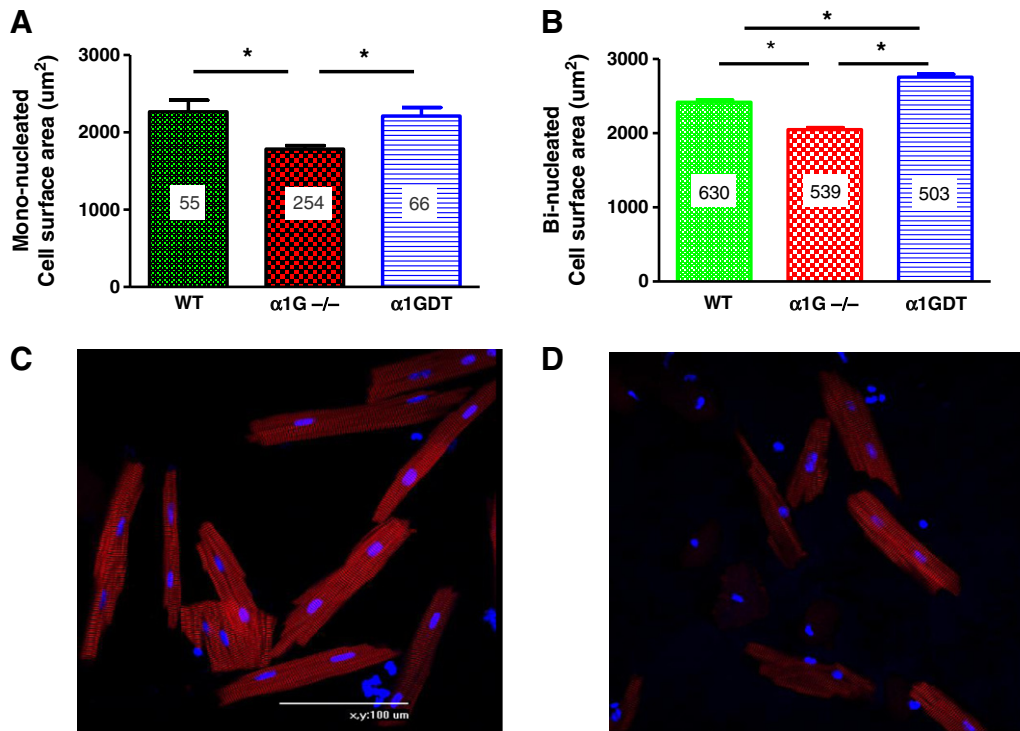 A
Mono-nucleated
Cell surface area (um²)
3000
2000
1000
0
*
*
55
254
66
WT
α1G –/–
α1GDT
B
Bi-nucleated
Cell surface area (um²)
3000
2000
1000
0
*
*
*
630
539
503
WT
α1G –/–
α1GDT
C
x,y:100 um
D